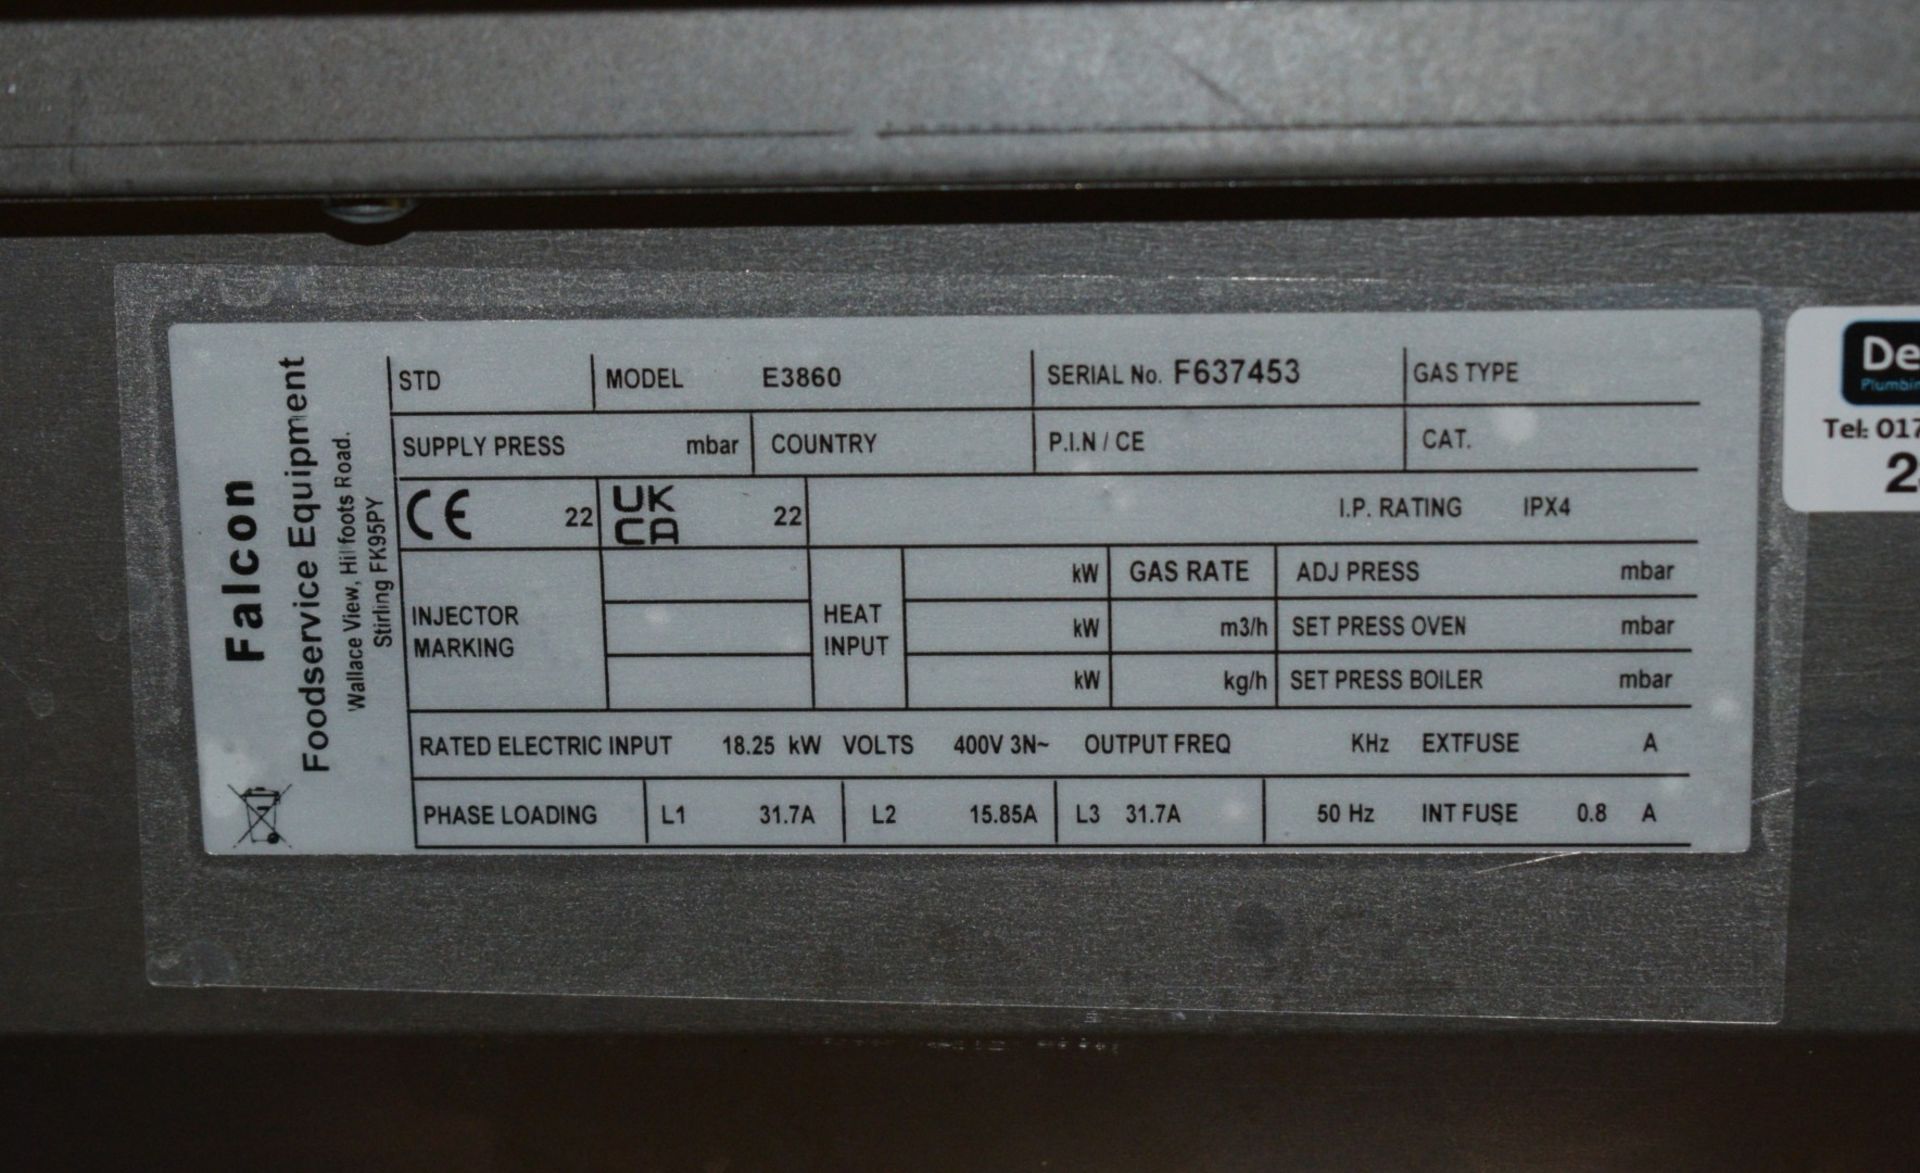 Falcon
Foodservice Equipment
Wallace View, Hillfoots Road.
Stirling FK95PY
STD MODEL E3860 SERIAL No. F637453 GAS TYPE
SUPPLY PRESS mbar COUNTRY P.I.N / CE CAT.
CE 22 UK CA 22 I.P. RATING IPX4
INJECTOR MARKING HEAT INPUT
kW GAS RATE ADJ PRESS mbar
kW m3/h SET PRESS OVEN mbar
kW kg/h SET PRESS BOILER mbar
RATED ELECTRIC INPUT 18.25 kW VOLTS 400V 3N~ OUTPUT FREQ KHz EXTFUSE A
PHASE LOADING L1 31.7A L2 15.85A L3 31.7A 50 Hz INT FUSE 0.8 A
Tel: